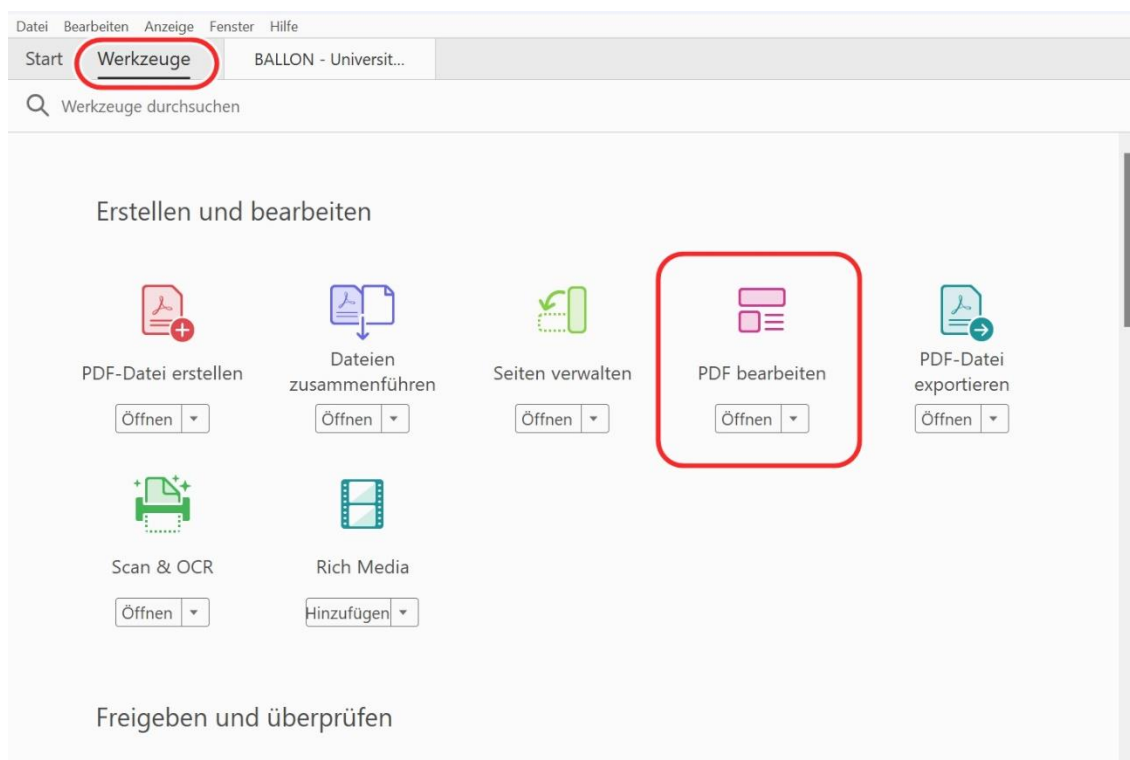 Datei Bearbeiten Anzeige Fenster Hilfe
Start Werkzeuge BALLON - Universit...
Werkzeuge durchsuchen
Erstellen und bearbeiten
PDF-Datei erstellen
Öffnen
Dateien
zusammenführen
Öffnen
Seiten verwalten
Öffnen
PDF bearbeiten
Öffnen
PDF-Datei
exportieren
Öffnen
Scan & OCR
Öffnen
Rich Media
Hinzufügen
Freigeben und überprüfen